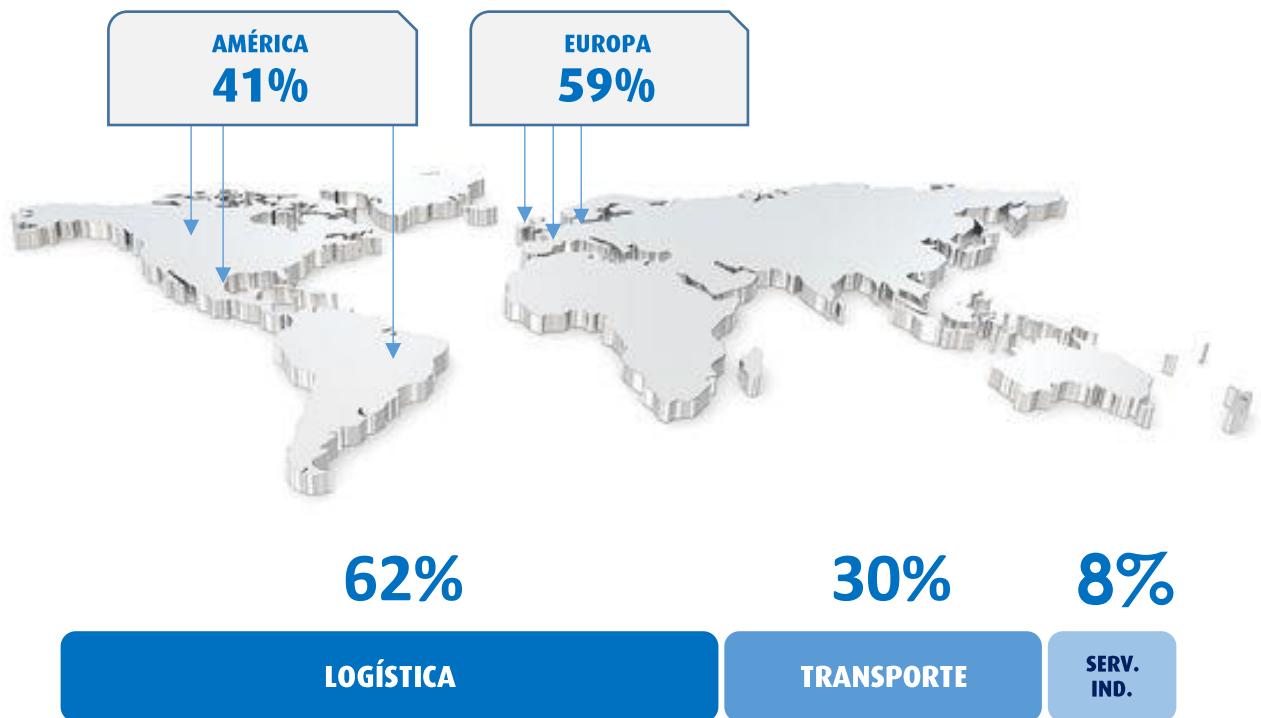 AMÉRICA
41%
EUROPA
59%
62%
30%
8%
LOGÍSTICA
TRANSPORTE
SERV.
IND.